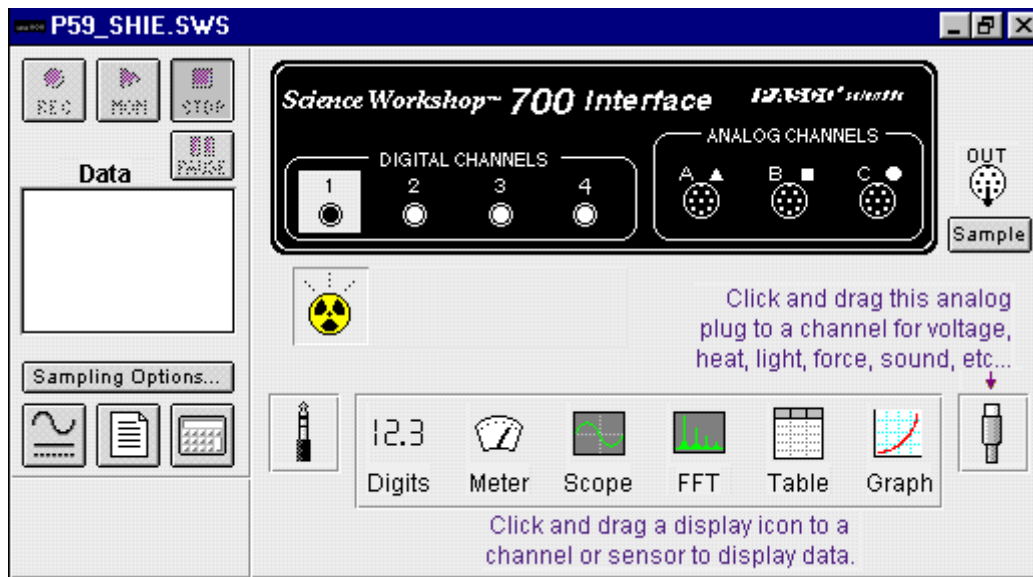 P59_SHIE.SWS
REC MON STOP
PAUSE
Data
Sampling Options...
Science Workshop™ 700 Interface PASCO scientific
DIGITAL CHANNELS
1 2 3 4
ANALOG CHANNELS
A B C
OUT
Sample
Click and drag this analog
plug to a channel for voltage,
heat, light, force, sound, etc...
12.3
Digits Meter Scope FFT Table Graph
Click and drag a display icon to a
channel or sensor to display data.